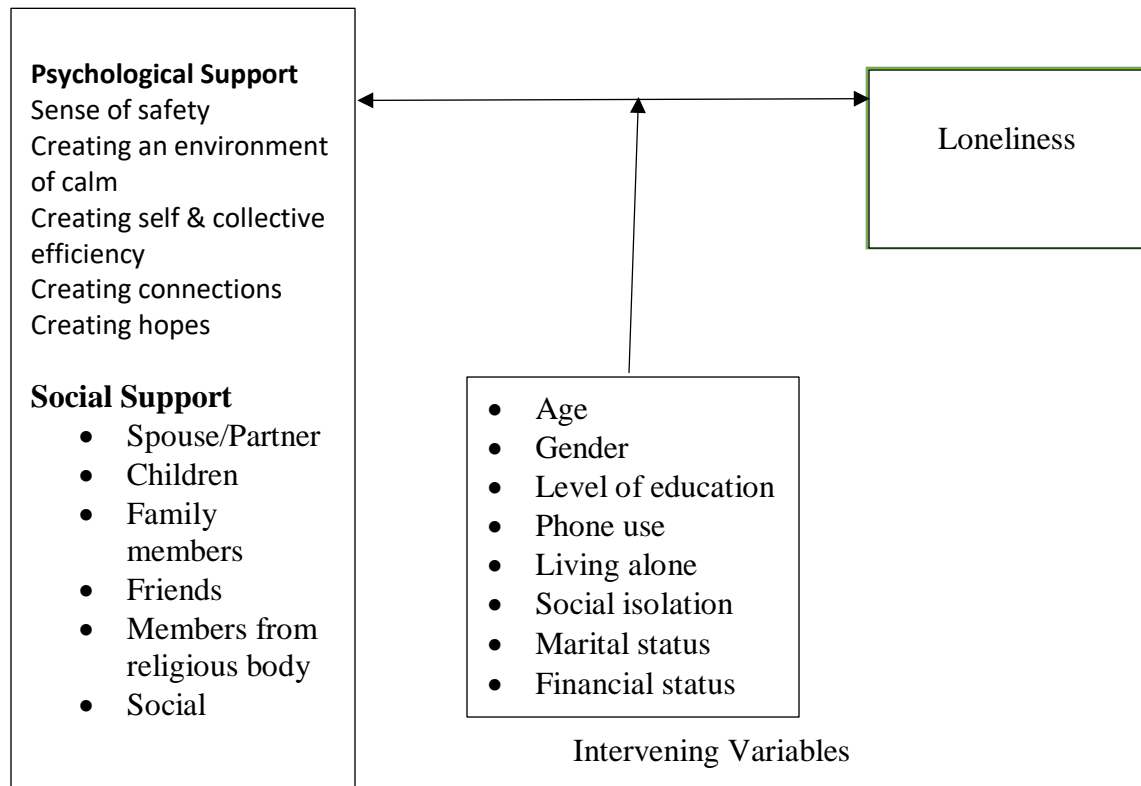 Psychological Support
Sense of safety
Creating an environment
of calm
Creating self & collective
efficiency
Creating connections
Creating hopes
Social Support
• Spouse/Partner
• Children
• Family
members
• Friends
• Members from
religious body
• Social
Loneliness
• Age
• Gender
• Level of education
• Phone use
• Living alone
• Social isolation
• Marital status
• Financial status
Intervening Variables